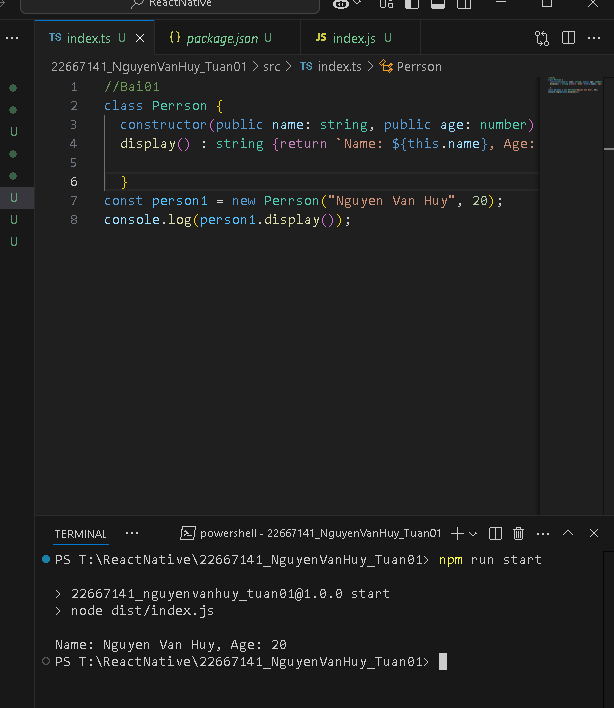 ReactNative
TS index.ts U
{} package.json U
JS index.js U
22667141_NguyenVanHuy_Tuan01 > src > TS index.ts > Perrson
1 //Bai01
2 class Perrson {
3 constructor(public name: string, public age: number)
4 display() : string {return `Name: ${this.name}, Age:
5
6 }
7 const person1 = new Perrson("Nguyen Van Huy", 20);
8 console.log(person1.display());
U
U
U
U
TERMINAL
powershell - 22667141_NguyenVanHuy_Tuan01
PS T:\ReactNative\22667141_NguyenVanHuy_Tuan01> npm run start
> 22667141_nguyenvanhuy_tuan01@1.0.0 start
> node dist/index.js
Name: Nguyen Van Huy, Age: 20
PS T:\ReactNative\22667141_NguyenVanHuy_Tuan01>